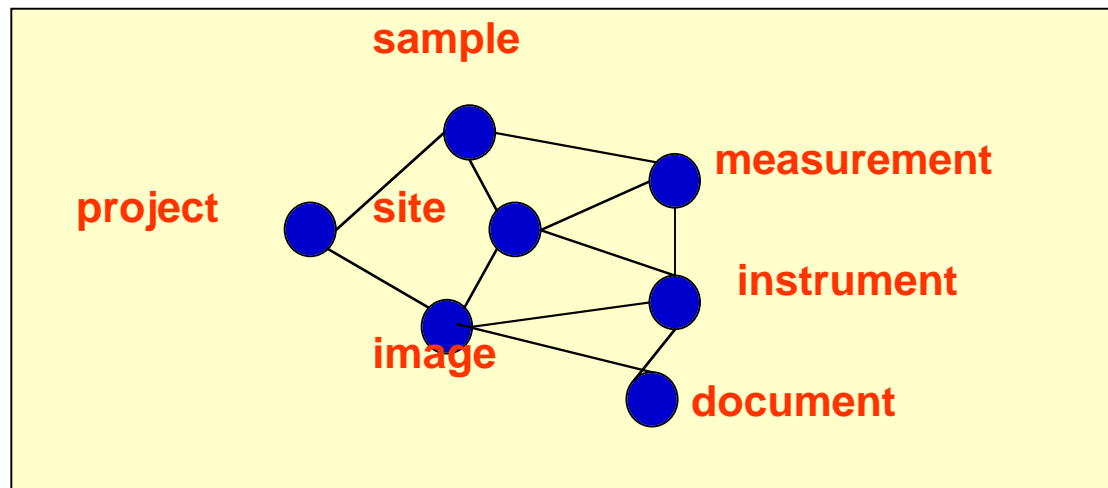 sample
measurement
project
site
instrument
image
document